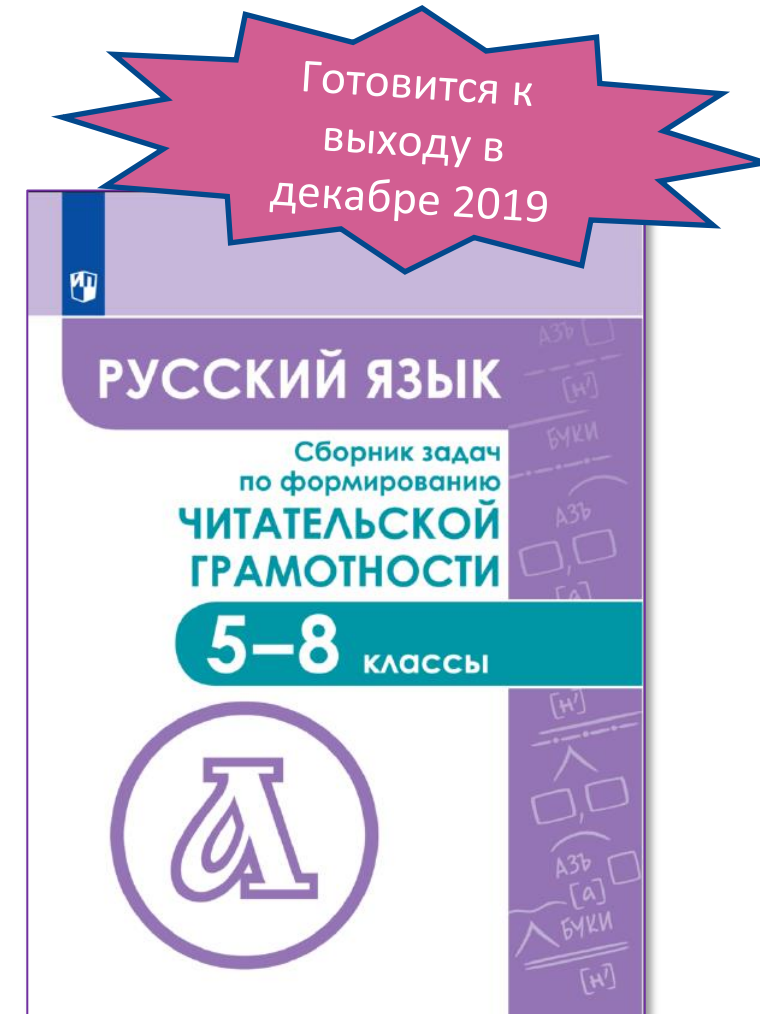 Готовится к
выходу в
декабре 2019
ИП
РУССКИЙ ЯЗЫК
Сборник задач
по формированию
ЧИТАТЕЛЬСКОЙ
ГРАМОТНОСТИ
5–8 классы
А
АЗЪ
[н']
БУКИ
АЗЪ
[а]
[н']
АЗЪ
[а]
БУКИ
[н']